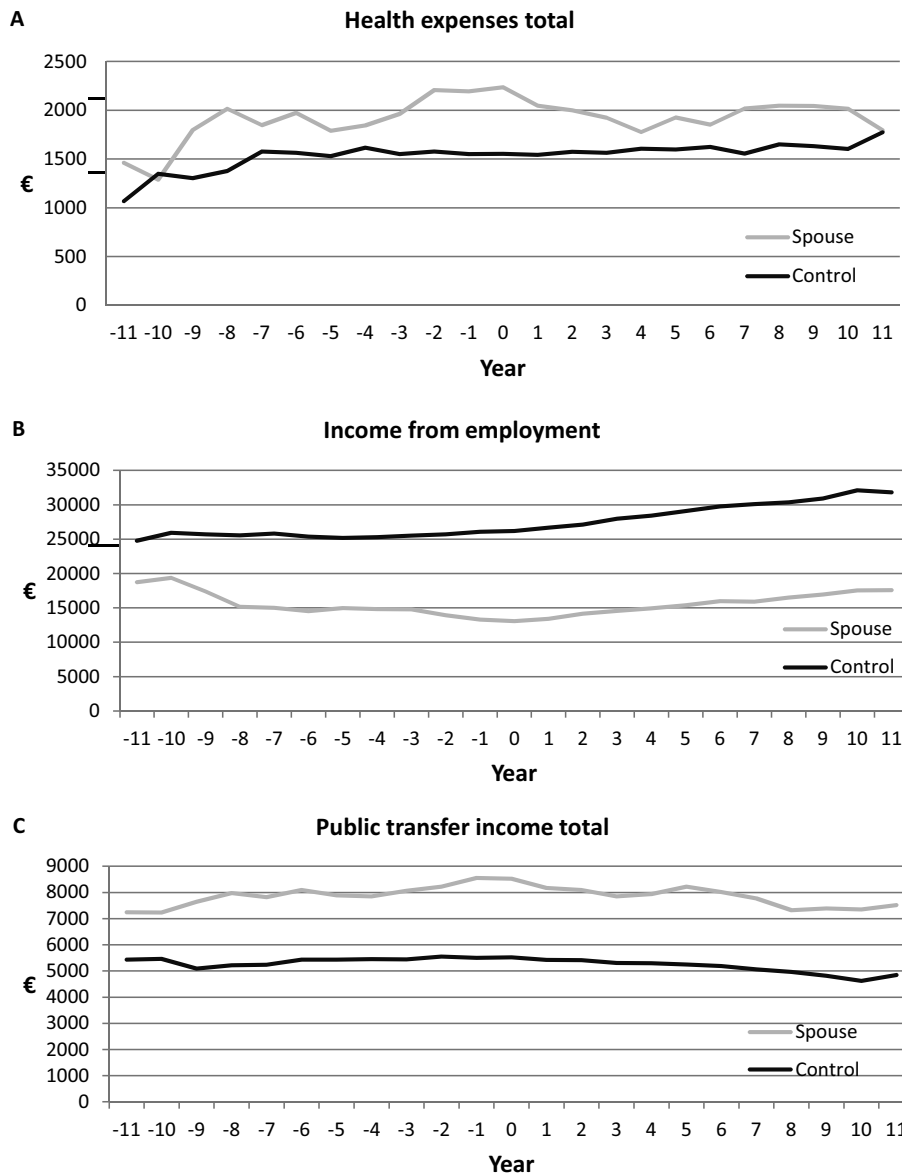 A
Health expenses total
2500
2000
1500
€
1000
500
0
Spouse
Control
-11 -10 -9 -8 -7 -6 -5 -4 -3 -2 -1 0 1 2 3 4 5 6 7 8 9 10 11
Year
B
Income from employment
35000
30000
25000
20000
€
15000
10000
5000
0
Spouse
Control
-11 -10 -9 -8 -7 -6 -5 -4 -3 -2 -1 0 1 2 3 4 5 6 7 8 9 10 11
Year
C
Public transfer income total
9000
8000
7000
6000
5000
€
4000
3000
2000
1000
0
Spouse
Control
-11 -10 -9 -8 -7 -6 -5 -4 -3 -2 -1 0 1 2 3 4 5 6 7 8 9 10 11
Year